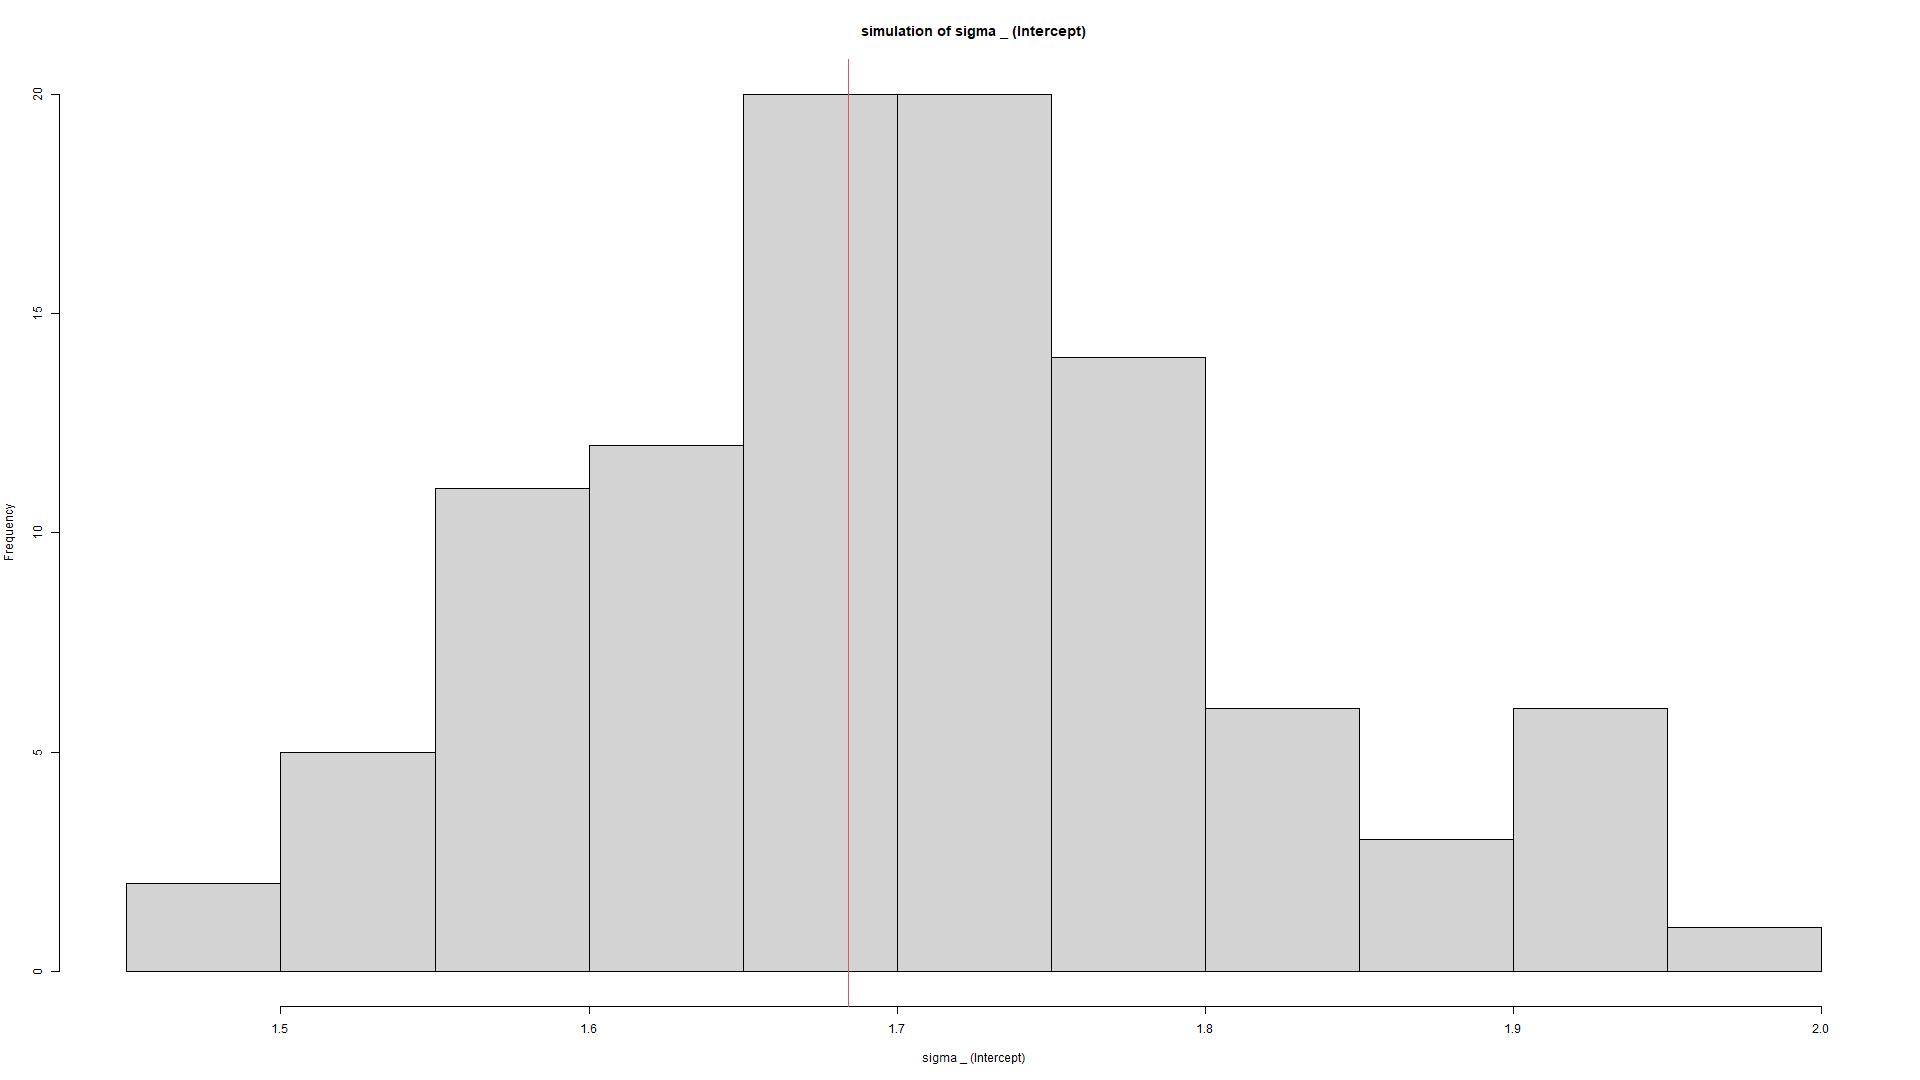 simulation of sigma _ (Intercept)
20
15
10
5
0
Frequency
1.5 1.6 1.7 1.8 1.9 2.0
sigma _ (Intercept)